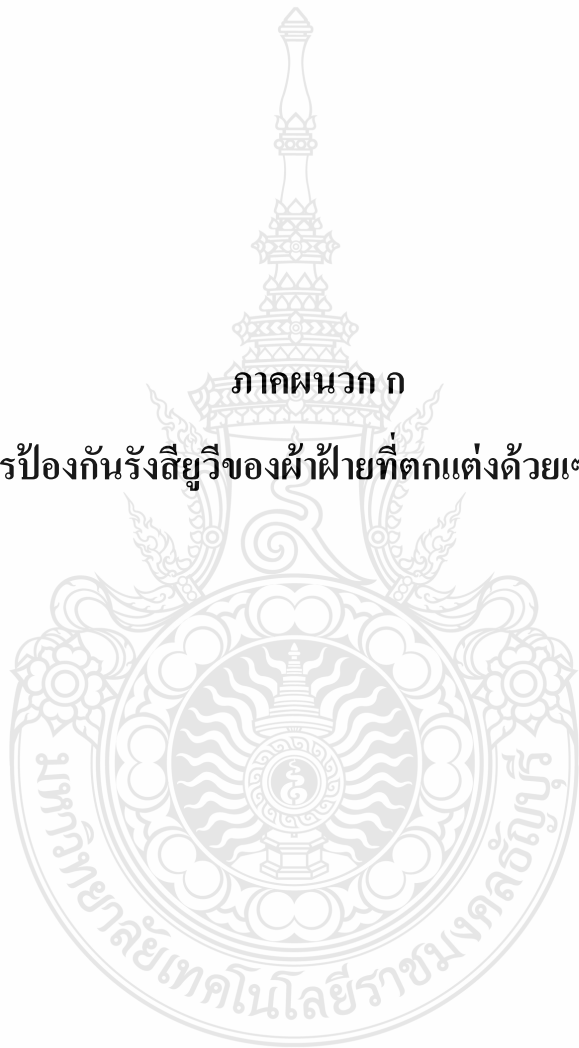 ภาคผนวก ก
รป้องกันรังสียูวีของผ้าฝ้ายที่ตกแต่งด้วย
มหาวิทยาลัยเทคโนโลยีราชมงคลธัญบุรี